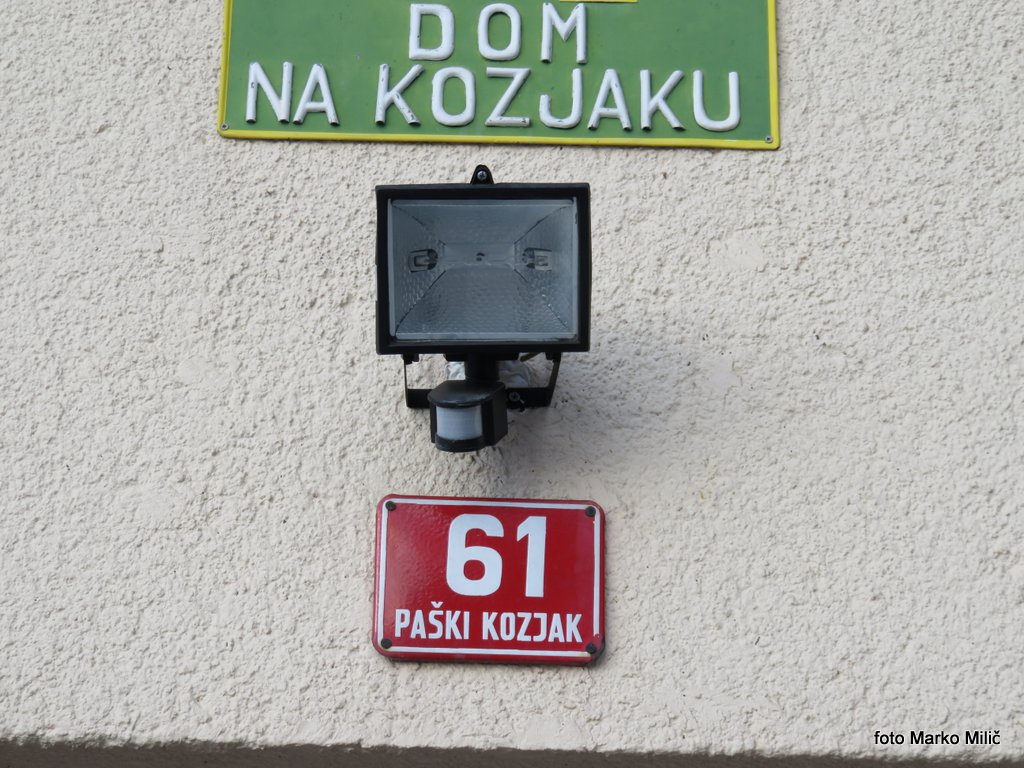 DOM
NA KOZJAKU
61
PAŠKI KOZJAK
foto Marko Milič